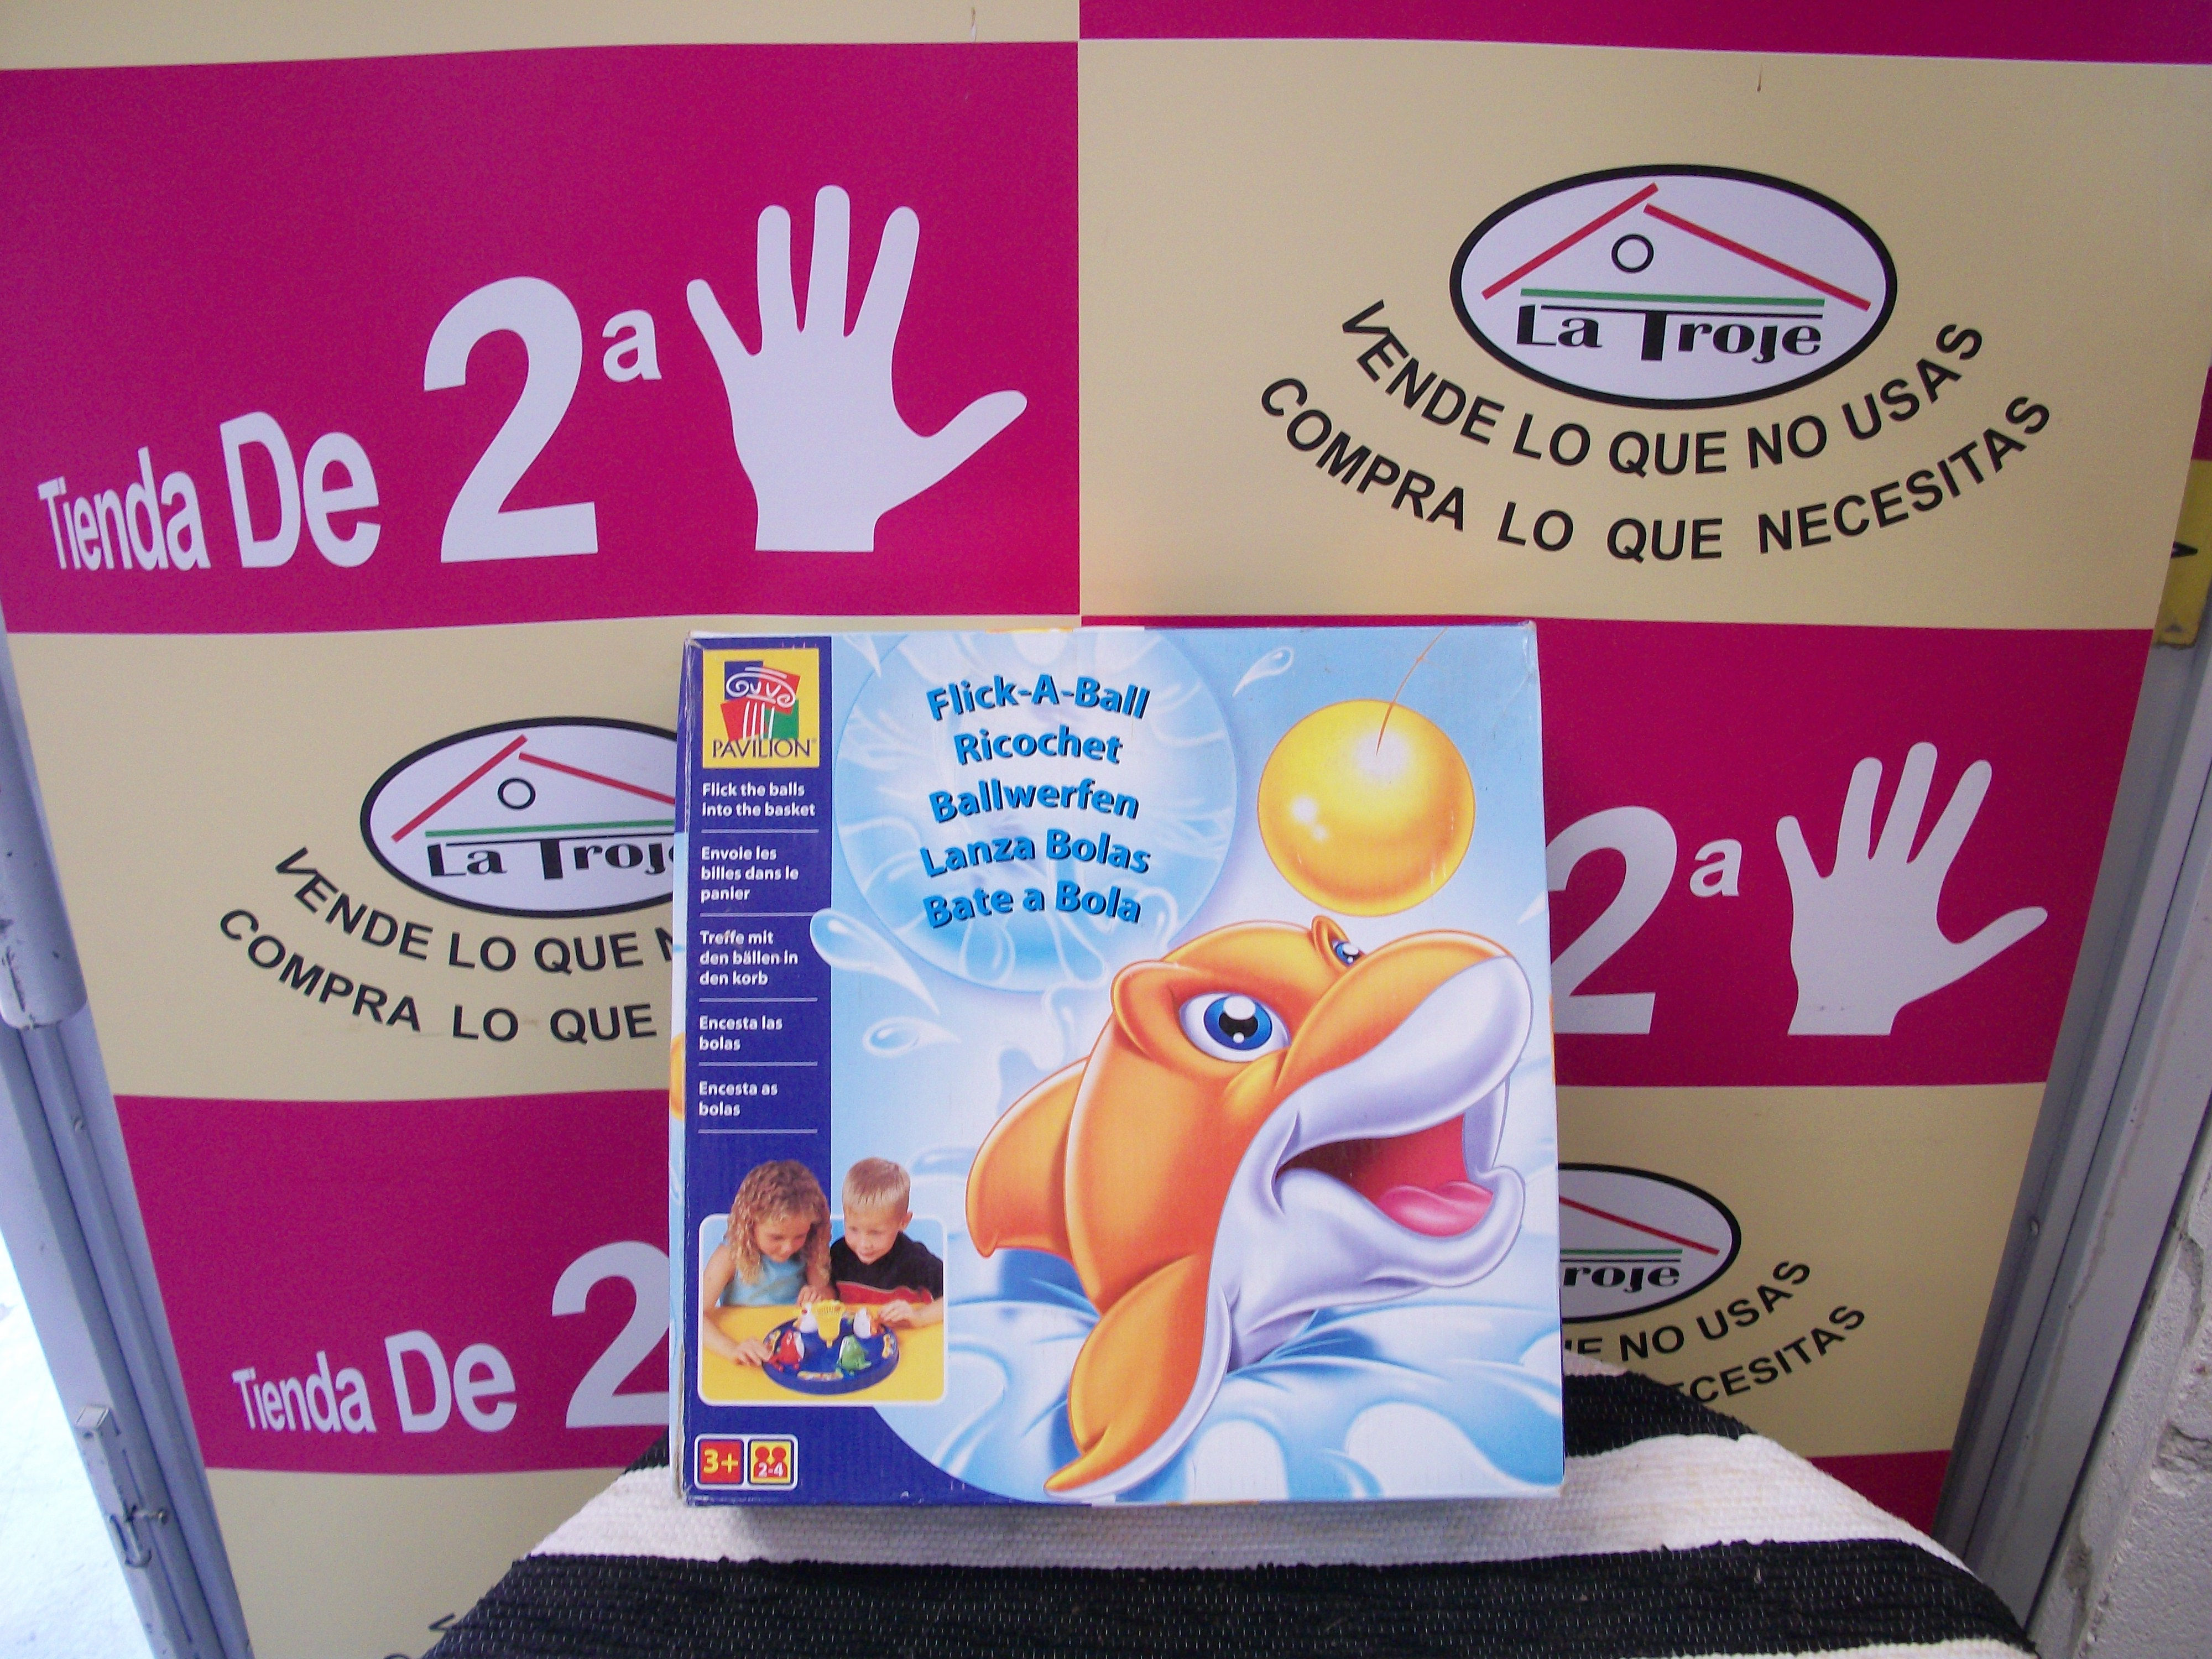 Tienda De 2a
La Troje
VENDE LO QUE NO USAS
COMPRA LO QUE NECESITAS
La Troje
VENDE LO QUE
COMPRA LO QUE
2a
PAVILION
Flick the balls
into the basket
Envoie les
billes dans le
panier
Treffe mit
den bällen in
den korb
Encesta las
bolas
Encesta as
bolas
3+
2-4
Flick-A-Ball
Ricochet
Ballwerfen
Lanza Bolas
Bate a Bola
Tienda De 2
roje
NO USAS
ECESITAS